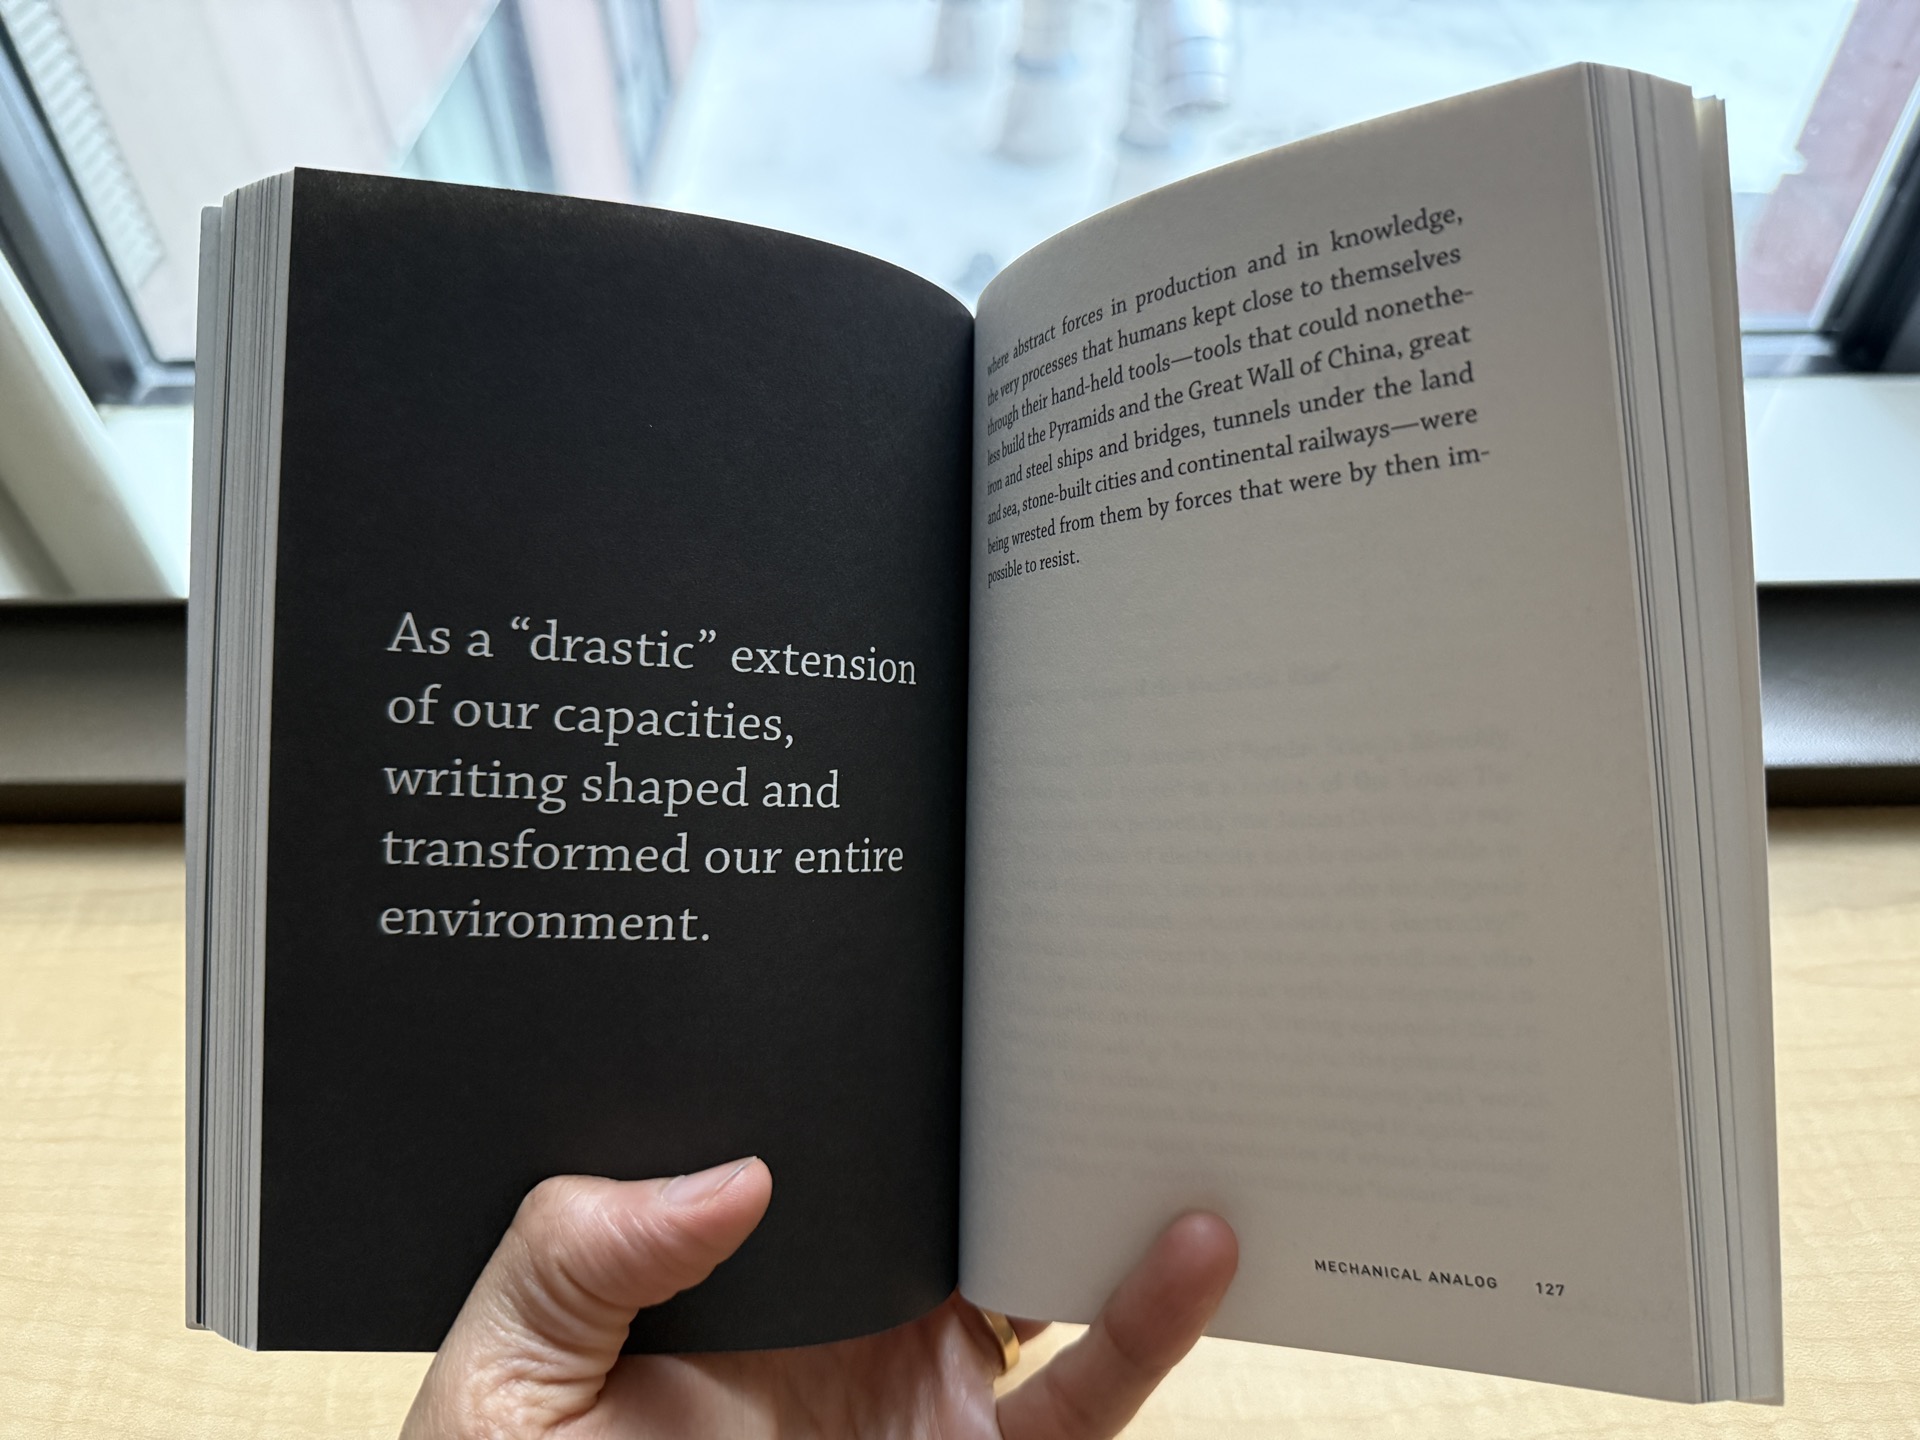 As a “drastic” extension
of our capacities,
writing shaped and
transformed our entire
environment.
where abstract forces in production and in knowledge,
the very processes that humans kept close to themselves
through their hand-held tools—tools that could nonethe-
less build the Pyramids and the Great Wall of China, great
iron and steel ships and bridges, tunnels under the land
and sea, stone-built cities and continental railways—were
being wrested from them by forces that were by then im-
possible to resist.
MECHANICAL ANALOG 127